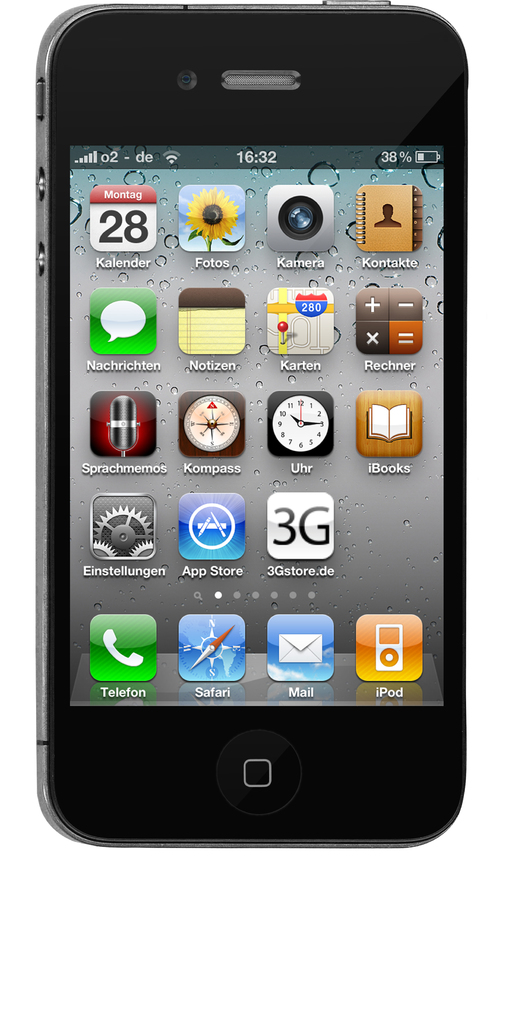 o2 - de 16:32 38 %
Montag
28
Kalender Fotos Kamera Kontakte
280
Nachrichten Notizen Karten Rechner
Sprachmemos Kompass Uhr iBooks
3G
Einstellungen App Store 3Gstore.de
Telefon Safari Mail iPod